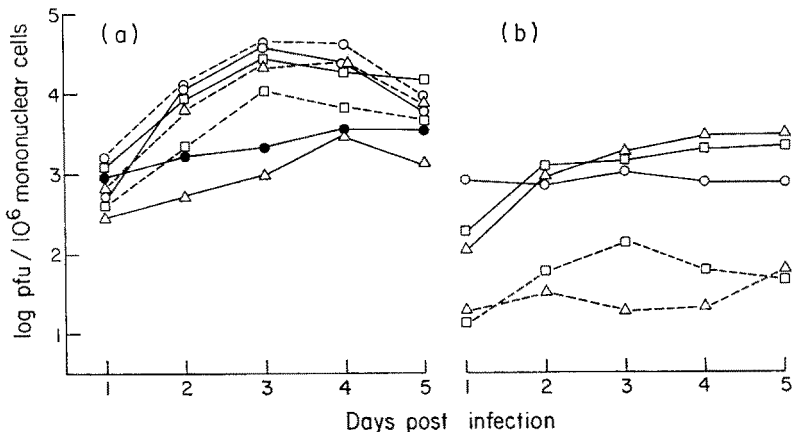 (a)
(b)
log pfu / 10⁶ mononuclear cells
5
4
3
2
1
1 2 3 4 5
1 2 3 4 5
Days post infection